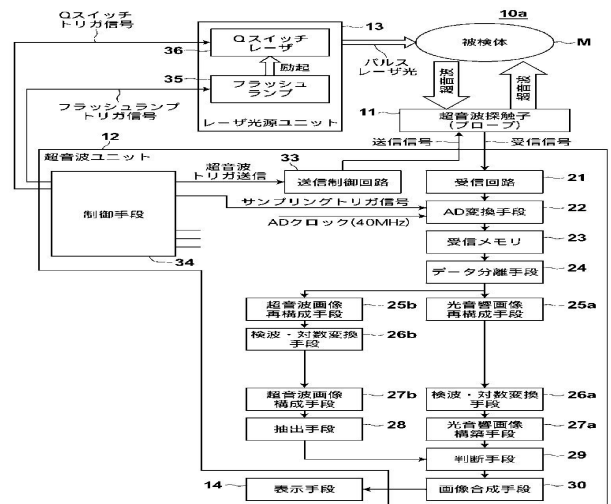 Qスイッチ
トリガ信号
13
10a
36
Qスイッチ
レーザ
被検体
M
励起
パルス
レーザ光
35
フラッシュ
ランプ
超音波
超音波
フラッシュランプ
トリガ信号
レーザ光源ユニット
11
超音波探触子
(プローブ)
12
送信信号
受信信号
超音波ユニット
超音波
トリガ送信
33
送信制御回路
受信回路
21
制御手段
サンプリングトリガ信号
AD変換手段
22
ADクロック(40MHz)
受信メモリ
23
34
データ分離手段
24
超音波画像
再構成手段
25b
光音響画像
再構成手段
25a
検波・対数変換
手段
26b
超音波画像
構成手段
27b
検波・対数変換
手段
26a
抽出手段
28
光音響画像
構築手段
27a
判断手段
29
14
表示手段
画像合成手段
30